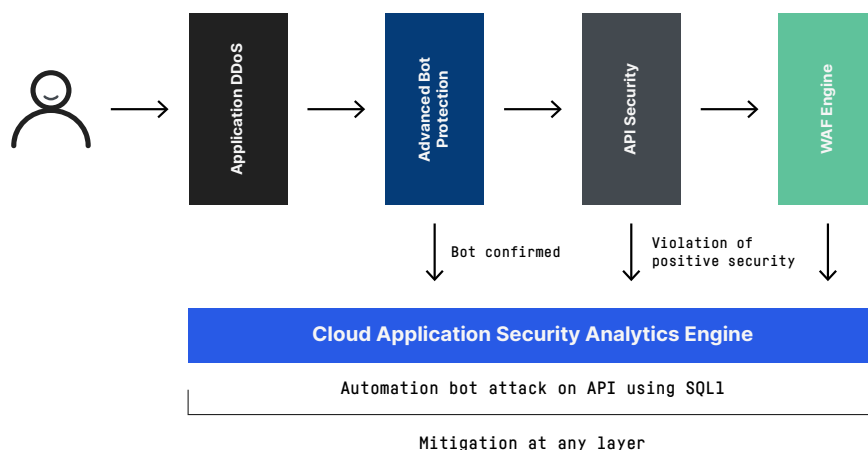 Application DDoS
Advanced Bot
Protection
API Security
WAF Engine
Bot confirmed
Violation of
positive security
Cloud Application Security Analytics Engine
Automation bot attack on API using SQL1
Mitigation at any layer